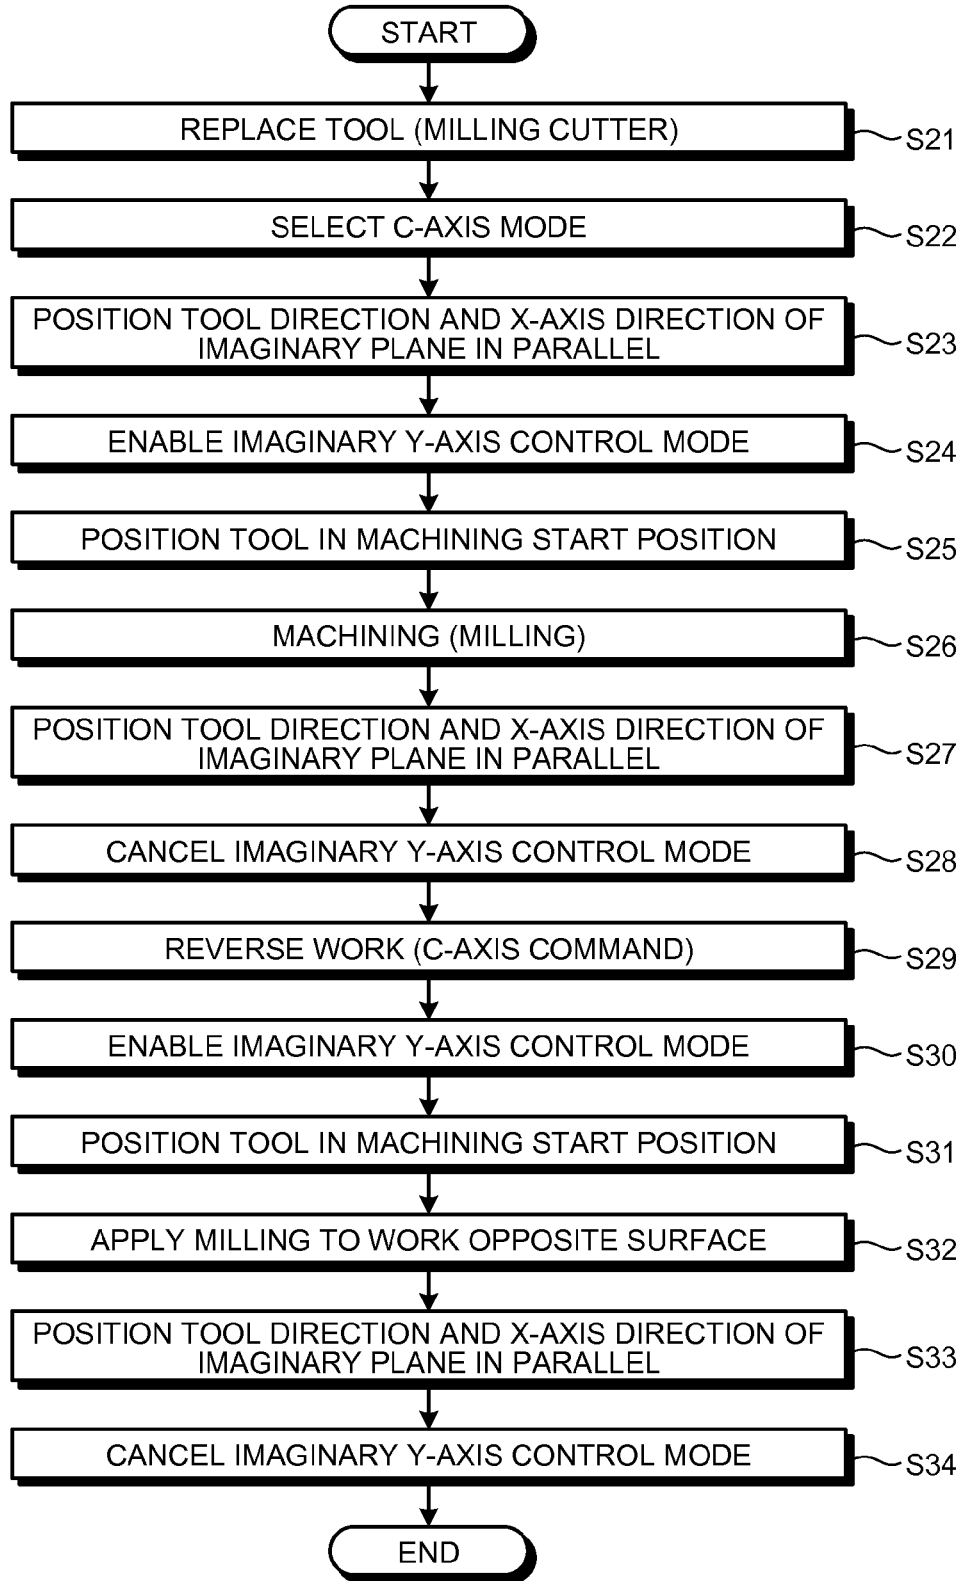 START
REPLACE TOOL (MILLING CUTTER)
S21
SELECT C-AXIS MODE
S22
POSITION TOOL DIRECTION AND X-AXIS DIRECTION OF
IMAGINARY PLANE IN PARALLEL
S23
ENABLE IMAGINARY Y-AXIS CONTROL MODE
S24
POSITION TOOL IN MACHINING START POSITION
S25
MACHINING (MILLING)
S26
POSITION TOOL DIRECTION AND X-AXIS DIRECTION OF
IMAGINARY PLANE IN PARALLEL
S27
CANCEL IMAGINARY Y-AXIS CONTROL MODE
S28
REVERSE WORK (C-AXIS COMMAND)
S29
ENABLE IMAGINARY Y-AXIS CONTROL MODE
S30
POSITION TOOL IN MACHINING START POSITION
S31
APPLY MILLING TO WORK OPPOSITE SURFACE
S32
POSITION TOOL DIRECTION AND X-AXIS DIRECTION OF
IMAGINARY PLANE IN PARALLEL
S33
CANCEL IMAGINARY Y-AXIS CONTROL MODE
S34
END